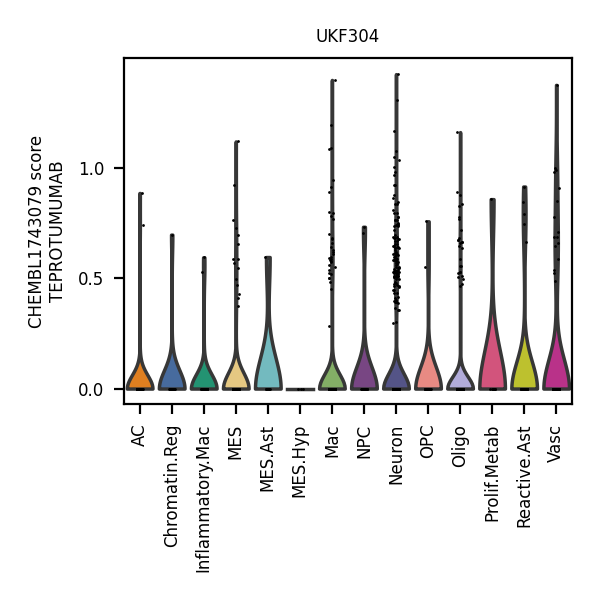 UKF304
CHEMBL1743079 score
TEPROTUMUMAB
1.0
0.5
0.0
AC
Chromatin.Reg
Inflammatory.Mac
MES
MES.Ast
MES.Hyp
Mac
NPC
Neuron
OPC
Oligo
Prolif.Metab
Reactive.Ast
Vasc